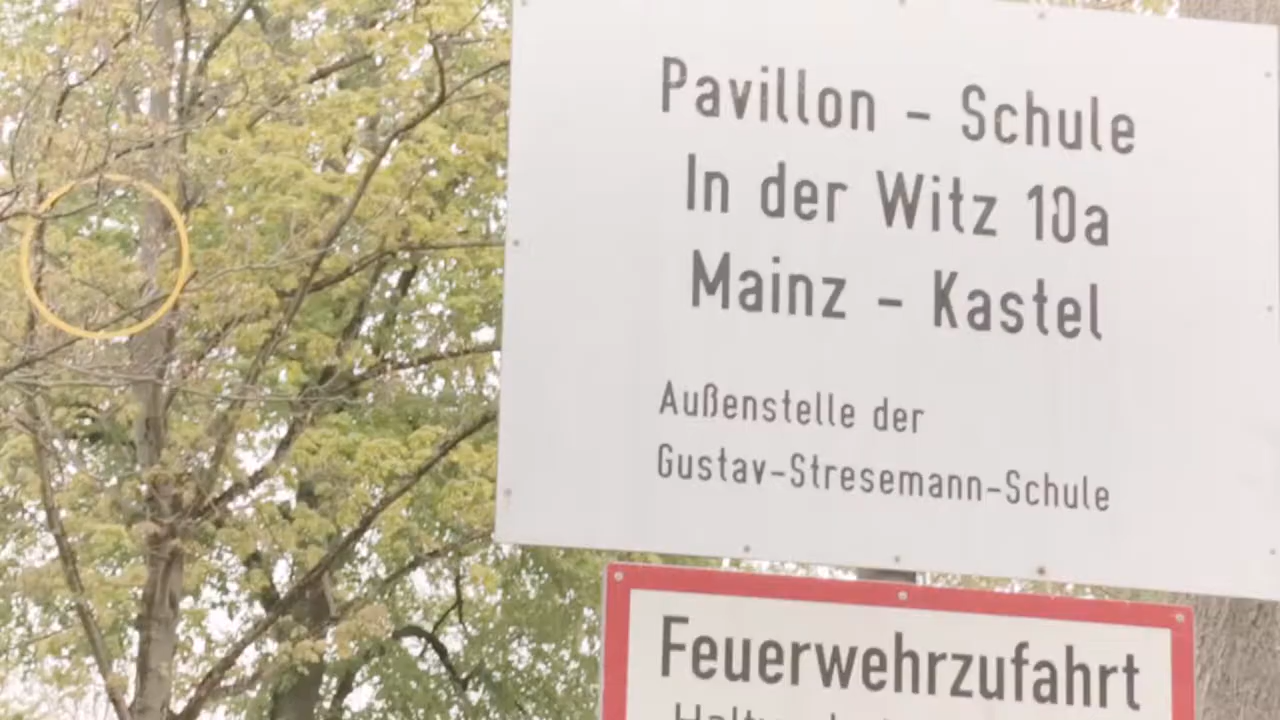 Pavillon - Schule
In der Witz 10a
Mainz - Kastel
Außenstelle der
Gustav-Stresemann-Schule
Feuerwehrzufahrt